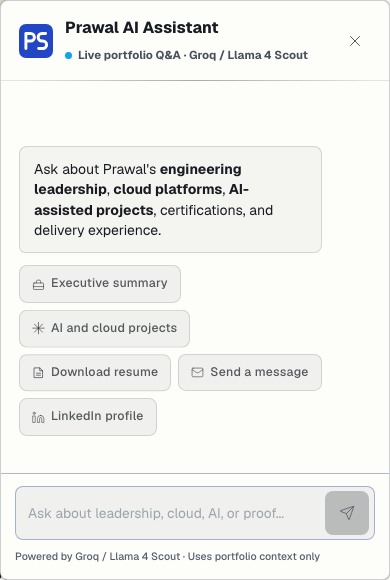 PS
Prawal AI Assistant
Live portfolio Q&A · Groq / Llama 4 Scout
Ask about Prawal's engineering
leadership, cloud platforms, AI-
assisted projects, certifications, and
delivery experience.
Executive summary
AI and cloud projects
Download resume
Send a message
LinkedIn profile
Ask about leadership, cloud, AI, or proof...
Powered by Groq / Llama 4 Scout · Uses portfolio context only